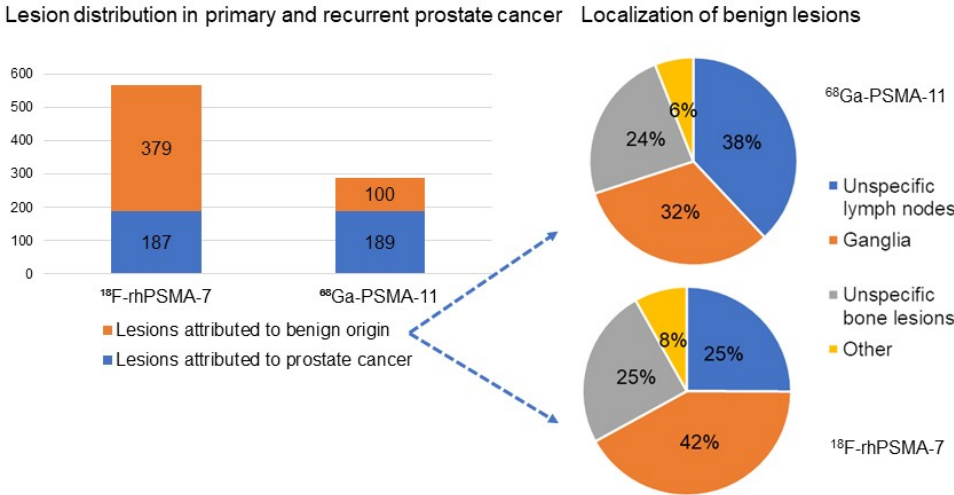 Lesion distribution in primary and recurrent prostate cancer
600
500
400
300
200
100
0
379
187
100
189
¹⁸F-rhPSMA-7
⁶⁸Ga-PSMA-11
Lesions attributed to benign origin
Lesions attributed to prostate cancer
Localization of benign lesions
⁶⁸Ga-PSMA-11
6%
24%
38%
32%
Unspecific
lymph nodes
Ganglia
Unspecific
bone lesions
Other
8%
25%
25%
42%
¹⁸F-rhPSMA-7